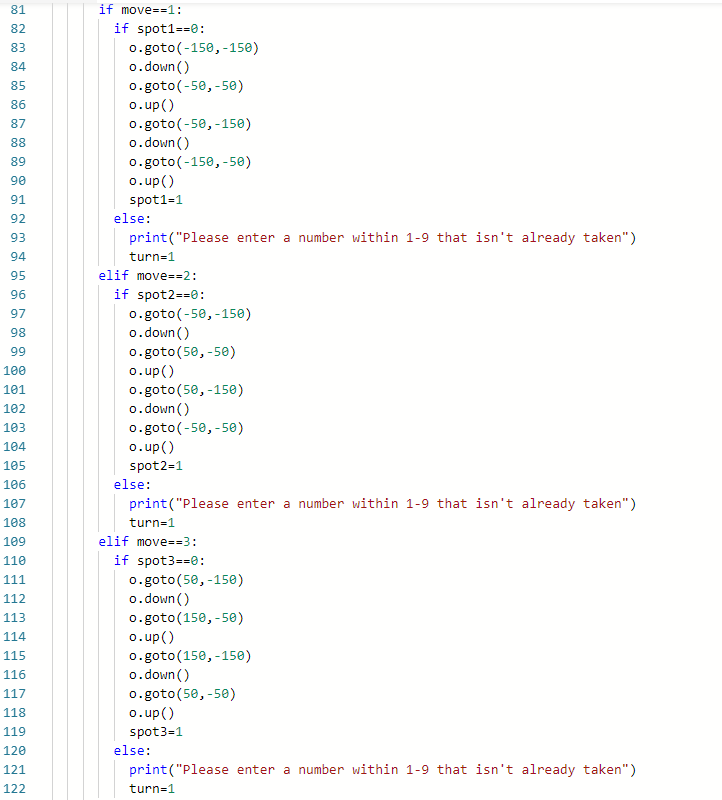 81 if move==1:
82 if spot1==0:
83 o.goto(-150,-150)
84 o.down()
85 o.goto(-50,-50)
86 o.up()
87 o.goto(-50,-150)
88 o.down()
89 o.goto(-150,-50)
90 o.up()
91 spot1=1
92 else:
93 print("Please enter a number within 1-9 that isn't already taken")
94 turn=1
95 elif move==2:
96 if spot2==0:
97 o.goto(-50,-150)
98 o.down()
99 o.goto(50,-50)
100 o.up()
101 o.goto(50,-150)
102 o.down()
103 o.goto(-50,-50)
104 o.up()
105 spot2=1
106 else:
107 print("Please enter a number within 1-9 that isn't already taken")
108 turn=1
109 elif move==3:
110 if spot3==0:
111 o.goto(50,-150)
112 o.down()
113 o.goto(150,-50)
114 o.up()
115 o.goto(150,-150)
116 o.down()
117 o.goto(50,-50)
118 o.up()
119 spot3=1
120 else:
121 print("Please enter a number within 1-9 that isn't already taken")
122 turn=1